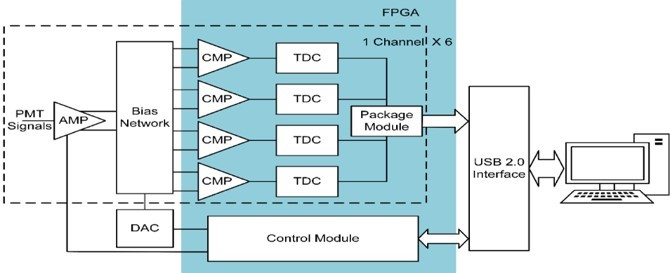 FPGA
1 Channel X 6
CMP
TDC
PMT
Signals
AMP
Bias
Network
CMP
TDC
Package
Module
CMP
TDC
CMP
TDC
USB 2.0
Interface
DAC
Control Module